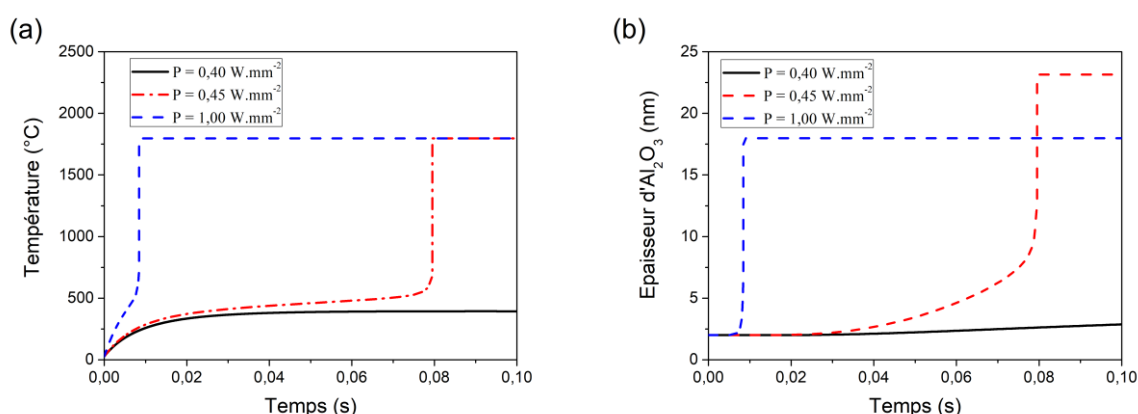 (a)
2500
2000
1500
1000
500
0
Température (°C)
P = 0,40 W.mm⁻²
P = 0,45 W.mm⁻²
P = 1,00 W.mm⁻²
0,00 0,02 0,04 0,06 0,08 0,10
Temps (s)
(b)
25
20
15
10
5
0
Epaisseur d'Al₂O₃ (nm)
P = 0,40 W.mm⁻²
P = 0,45 W.mm⁻²
P = 1,00 W.mm⁻²
0,00 0,02 0,04 0,06 0,08 0,10
Temps (s)